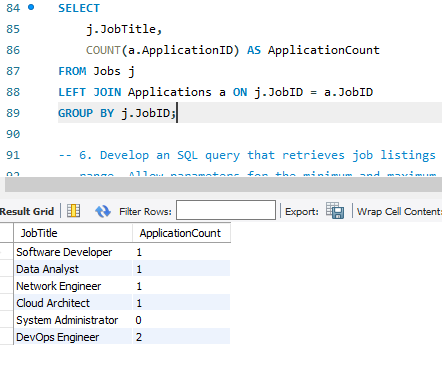 84 SELECT
85 j.JobTitle,
86 COUNT(a.ApplicationID) AS ApplicationCount
87 FROM Jobs j
88 LEFT JOIN Applications a ON j.JobID = a.JobID
89 GROUP BY j.JobID;
90
91 -- 6. Develop an SQL query that retrieves job listings
range. Allow parameters for the minimum and maximum
Result Grid Filter Rows: Export: Wrap Cell Content:
JobTitle ApplicationCount
Software Developer 1
Data Analyst 1
Network Engineer 1
Cloud Architect 1
System Administrator 0
DevOps Engineer 2